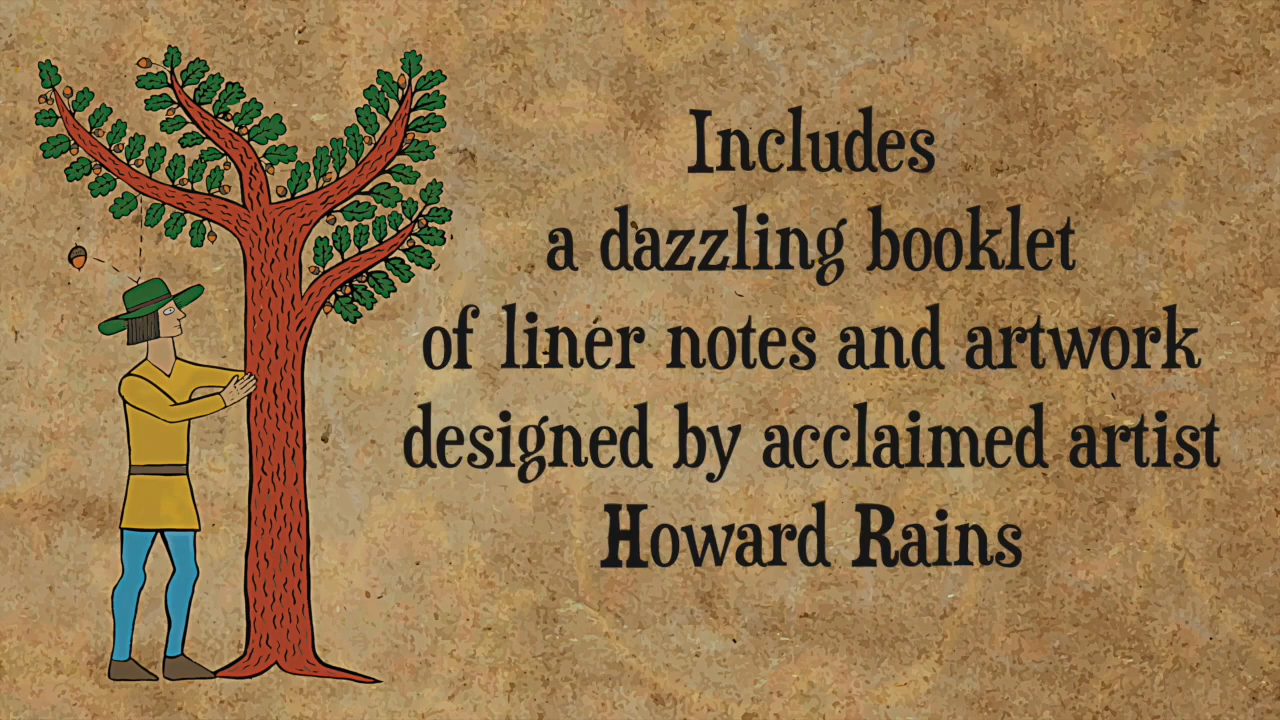 Includes
a dazzling booklet
of liner notes and artwork
designed by acclaimed artist
Howard Rains